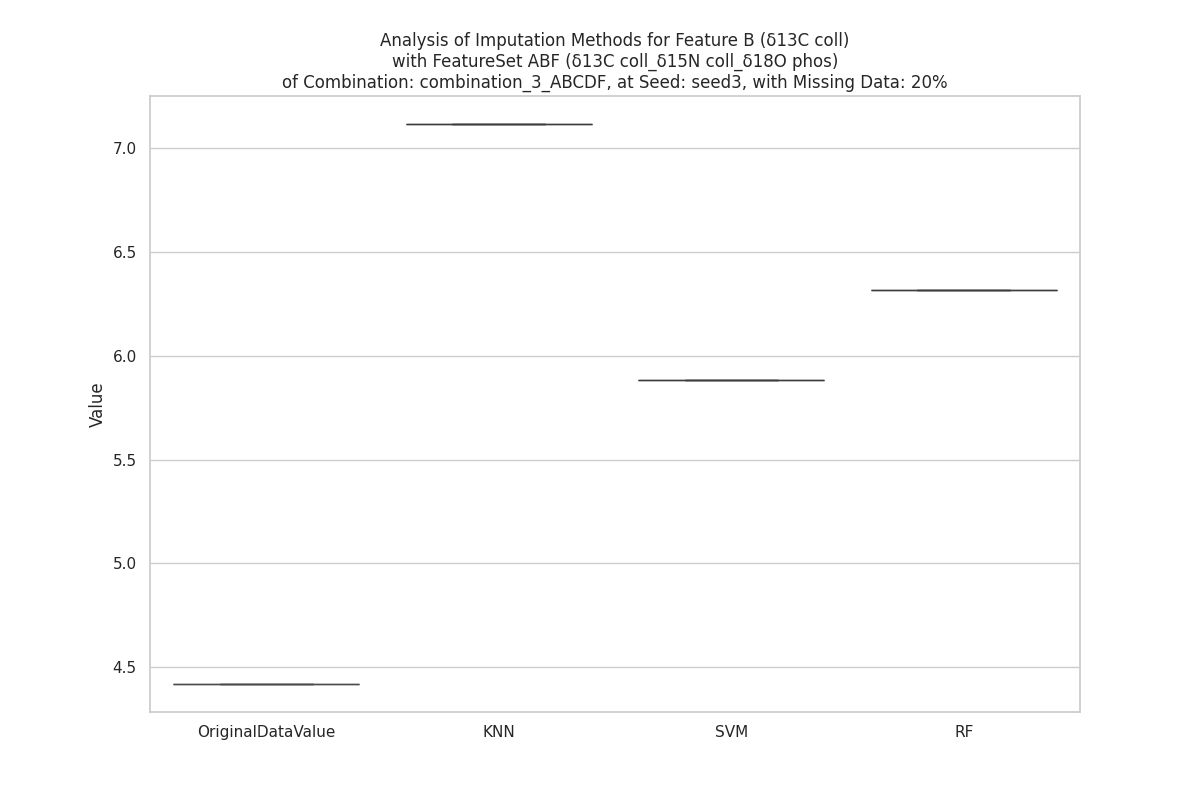 Analysis of Imputation Methods for Feature B (δ13C coll)
with FeatureSet ABF (δ13C coll_δ15N coll_δ18O phos)
of Combination: combination_3_ABCDF, at Seed: seed3, with Missing Data: 20%
7.0
6.5
6.0
5.5
5.0
4.5
Value
OriginalDataValue
KNN
SVM
RF